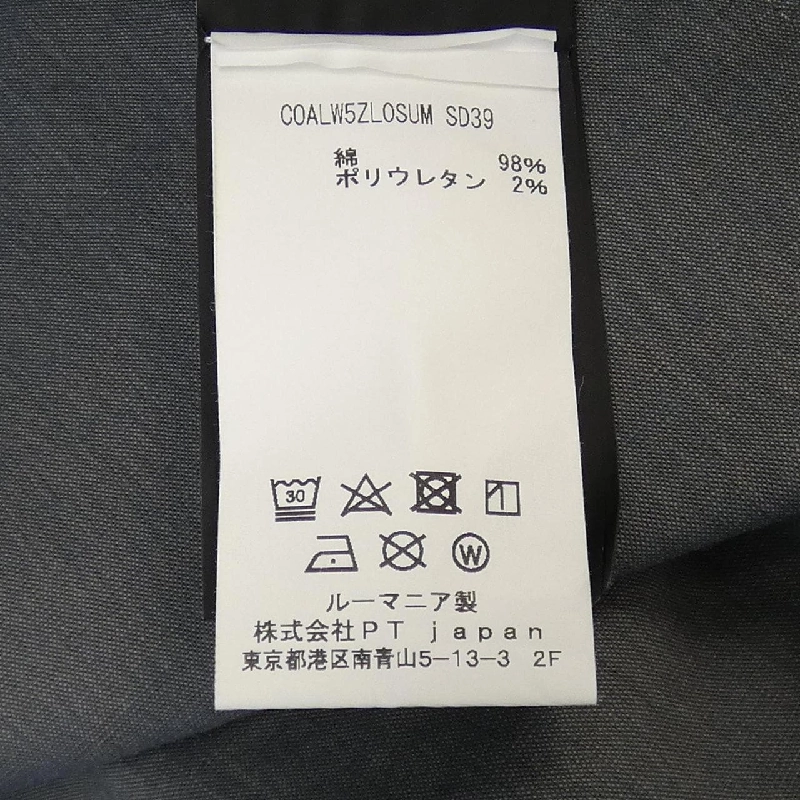 COALW5ZLOSUM SD39
綿 98%
ポリウレタン 2%
30
W
ルーマニア製
株式会社PT japan
東京都港区南青山5-13-3 2F